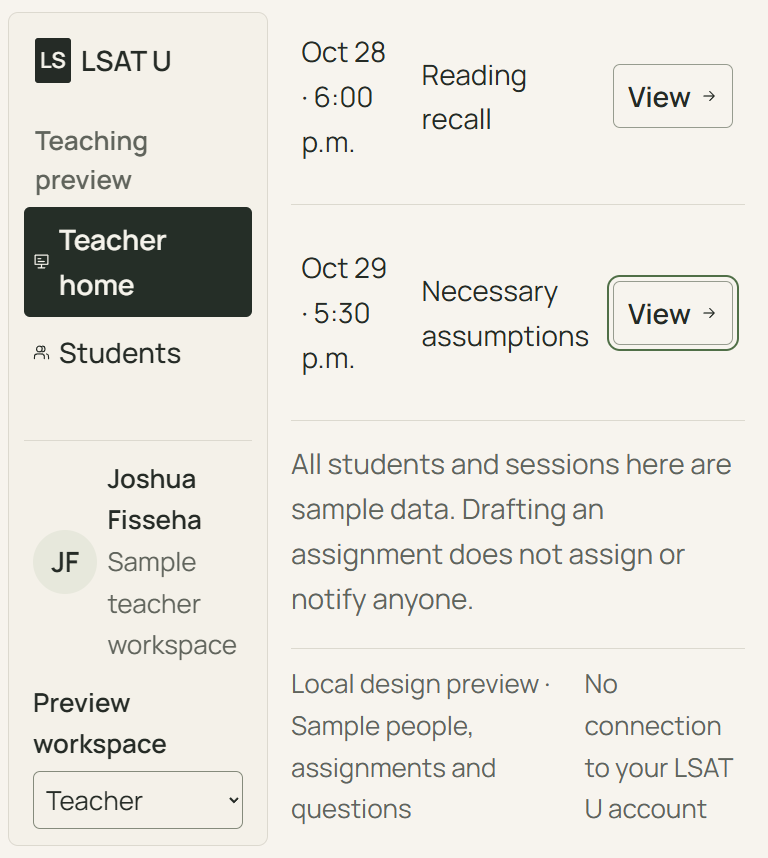 LS LSAT U
Teaching
preview
Teacher
home
Students
Joshua
Fisseha
JF
Sample
teacher
workspace
Preview
workspace
Teacher
Oct 28
· 6:00
p.m.
Reading
recall
View →
Oct 29
· 5:30
p.m.
Necessary
assumptions
View →
All students and sessions here are
sample data. Drafting an
assignment does not assign or
notify anyone.
Local design preview ·
Sample people,
assignments and
questions
No
connection
to your LSAT
U account